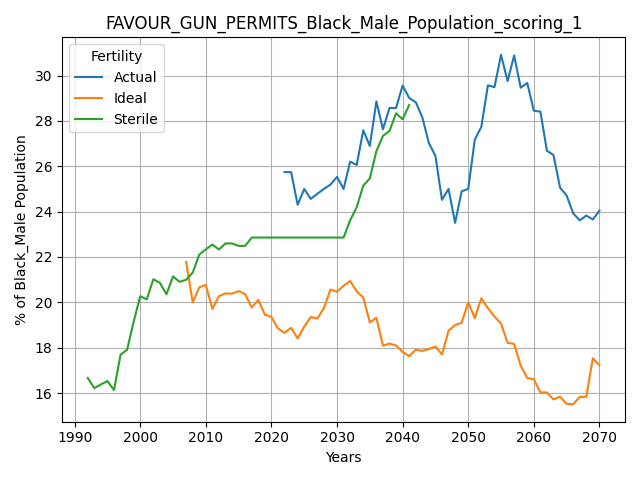 FAVOUR_GUN_PERMITS_Black_Male_Population_scoring_1
Fertility
Actual
Ideal
Sterile
% of Black_Male Population
30
28
26
24
22
20
18
16
1990
2000
2010
2020
2030
2040
2050
2060
2070
Years